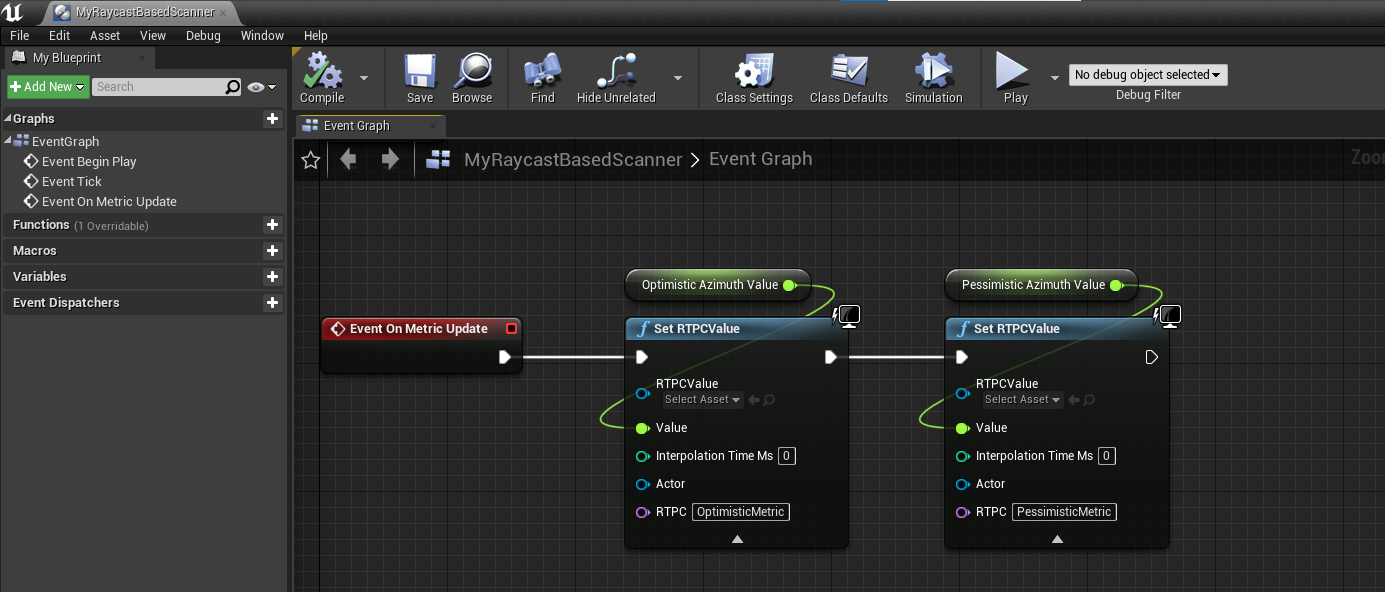 MyRaycastBasedScanner
File Edit Asset View Debug Window Help
My Blueprint
Add New
Search
Graphs
EventGraph
Event Begin Play
Event Tick
Event On Metric Update
Functions (1 Overridable)
Macros
Variables
Event Dispatchers
Compile
Save
Browse
Find
Hide Unrelated
Class Settings
Class Defaults
Simulation
Play
No debug object selected
Debug Filter
Event Graph
MyRaycastBasedScanner > Event Graph
Zoo
Optimistic Azimuth Value
Pessimistic Azimuth Value
Event On Metric Update
Set RTPCValue
RTPCValue
Select Asset
Value
Interpolation Time Ms 0
Actor
RTPC OptimisticMetric
Set RTPCValue
RTPCValue
Select Asset
Value
Interpolation Time Ms 0
Actor
RTPC PessimisticMetric